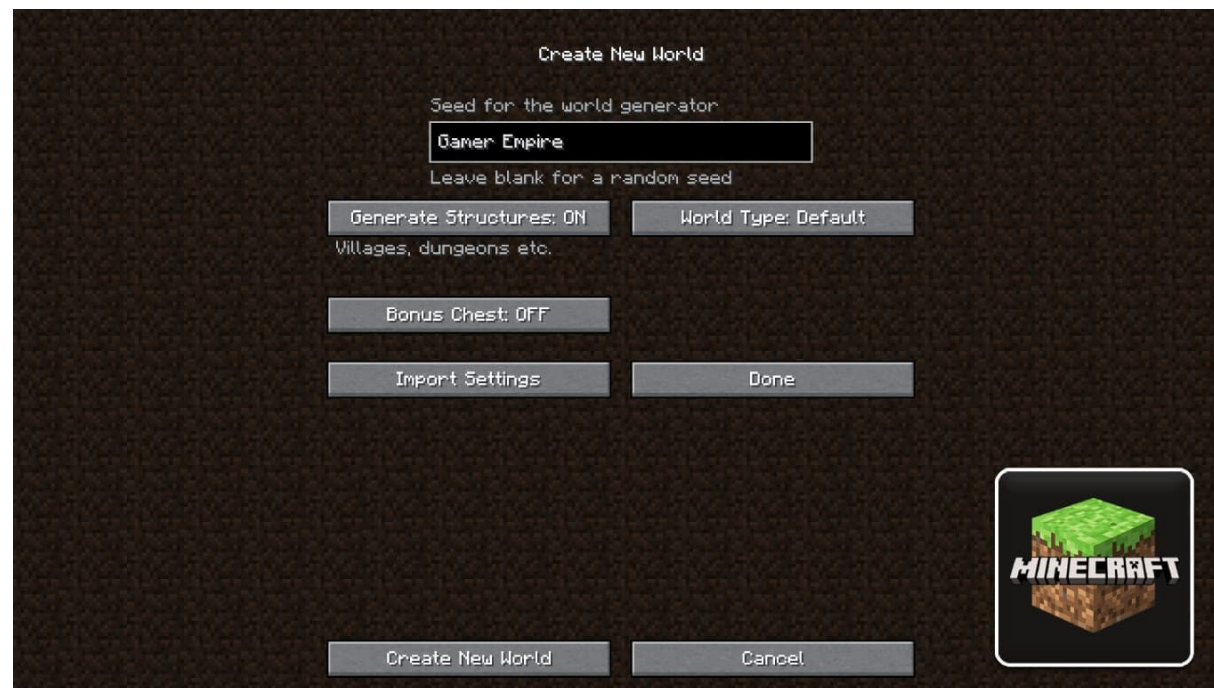 Create New World
Seed for the world generator
Gamer Empire
Leave blank for a random seed
Generate Structures: ON
World Type: Default
Villages, dungeons etc.
Bonus Chest: OFF
Import Settings
Done
MINECRAFT
Create New World
Cancel